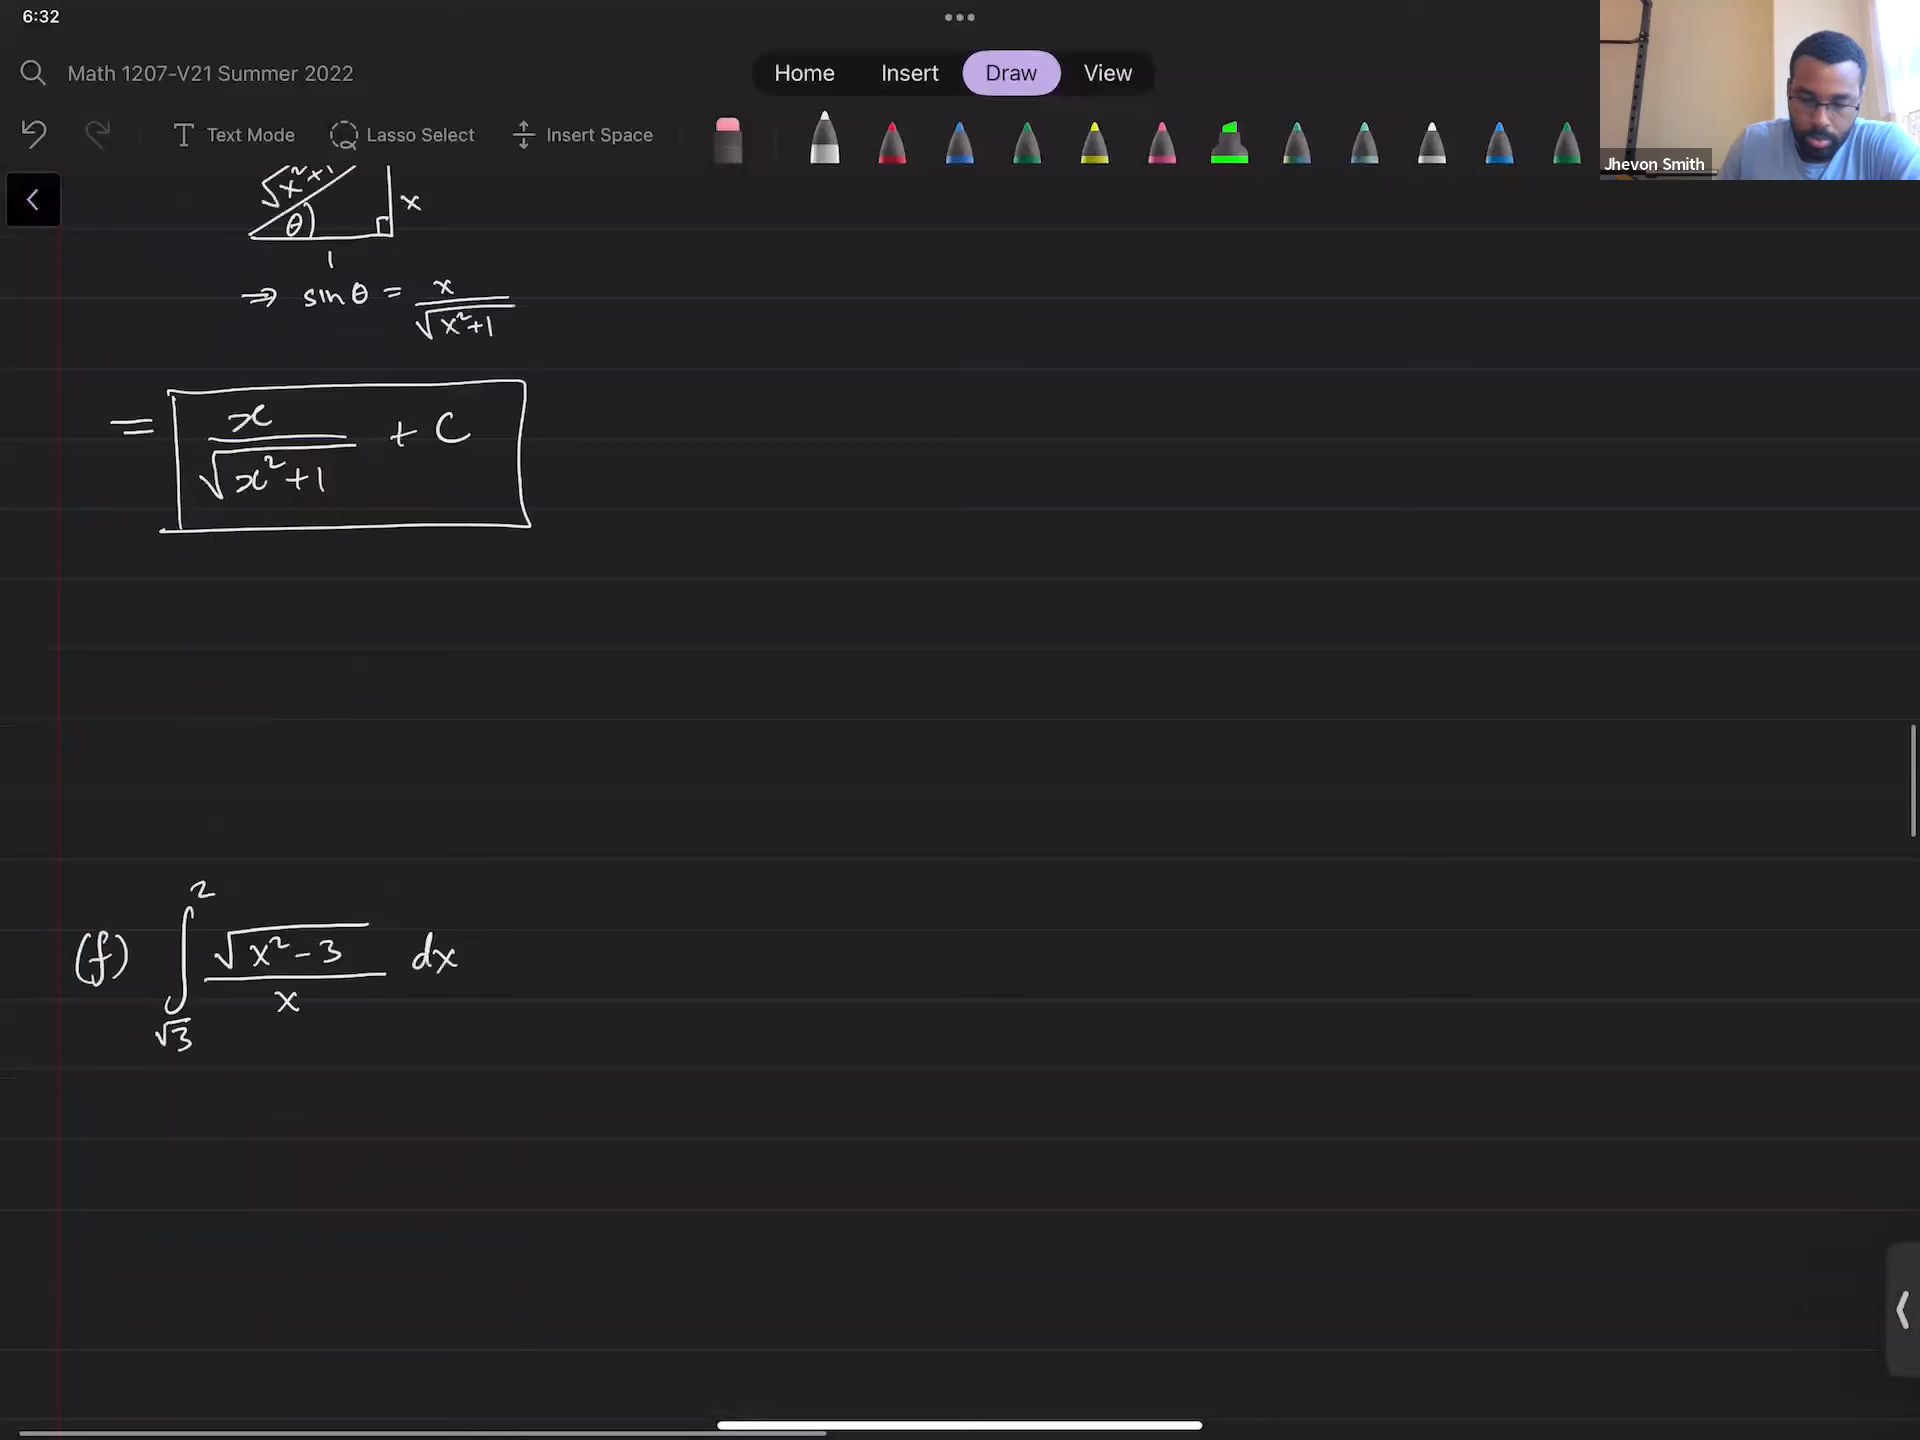 6:32
Math 1207-V21 Summer 2022
Home Insert Draw View
Text Mode Lasso Select Insert Space
Jhevon Smith
√x²+1
θ
x
1
⇒ sin θ = x / √x²+1
= x / √x²+1 + C
(f) ∫_√3^2 √x²-3 / x dx